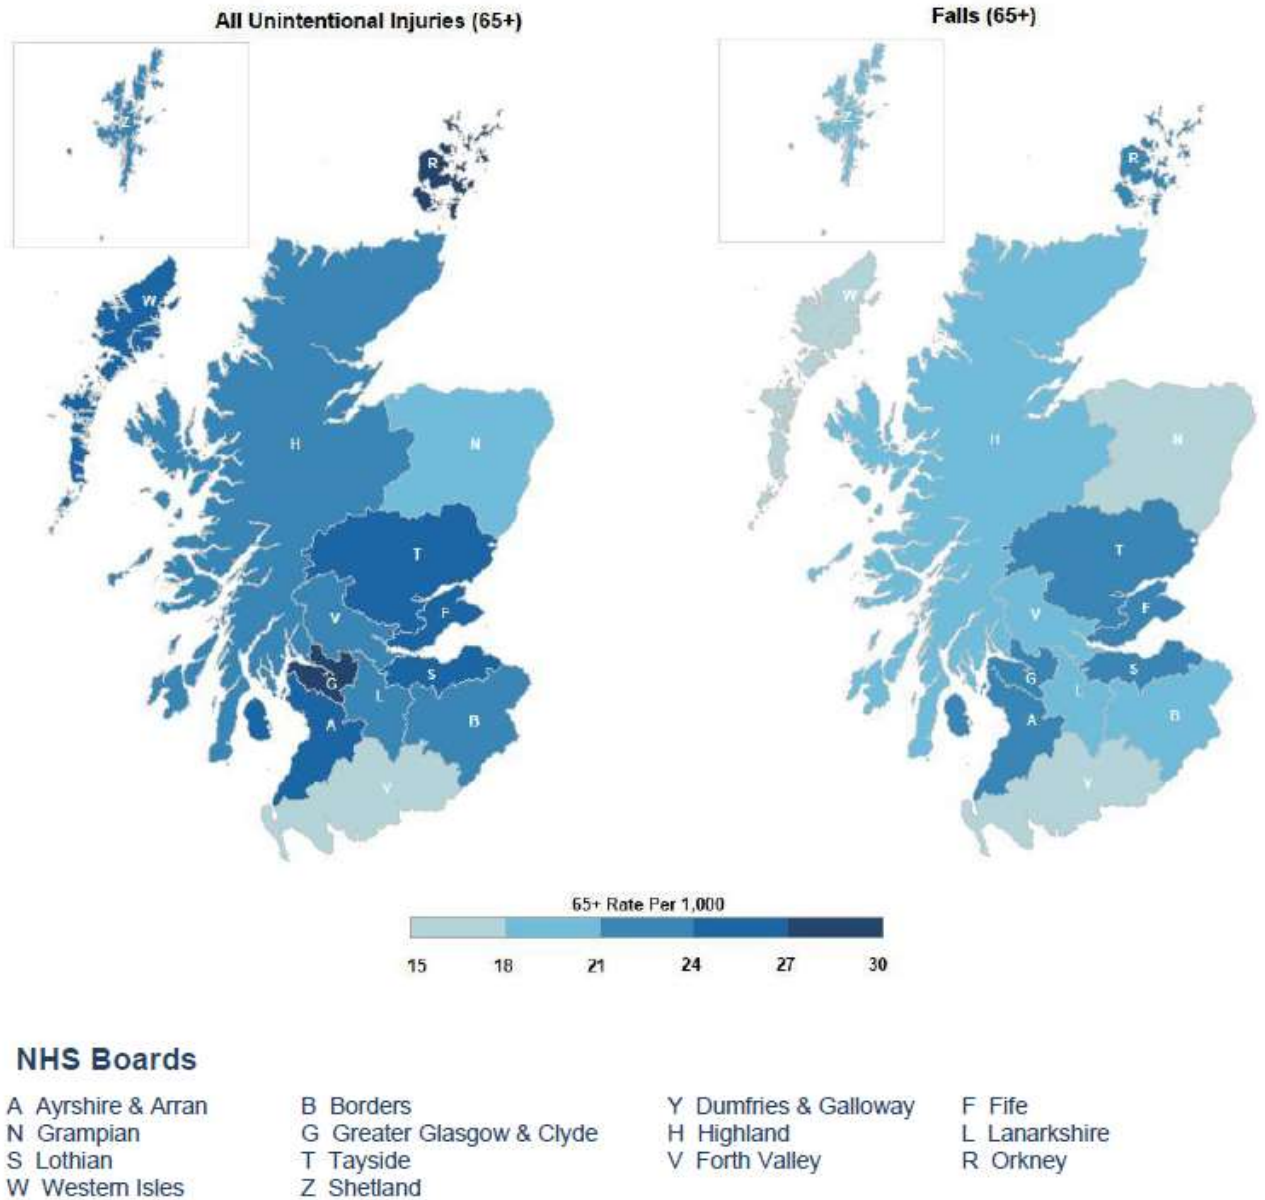 All Unintentional Injuries (65+)
Falls (65+)
Z
R
W
H
N
T
V
F
G
S
L
A
B
V
Z
R
W
H
N
T
V
F
G
S
L
A
B
Y
65+ Rate Per 1,000
15 18 21 24 27 30
NHS Boards
A Ayrshire & Arran
B Borders
Y Dumfries & Galloway
F Fife
N Grampian
G Greater Glasgow & Clyde
H Highland
L Lanarkshire
S Lothian
T Tayside
V Forth Valley
R Orkney
W Western Isles
Z Shetland